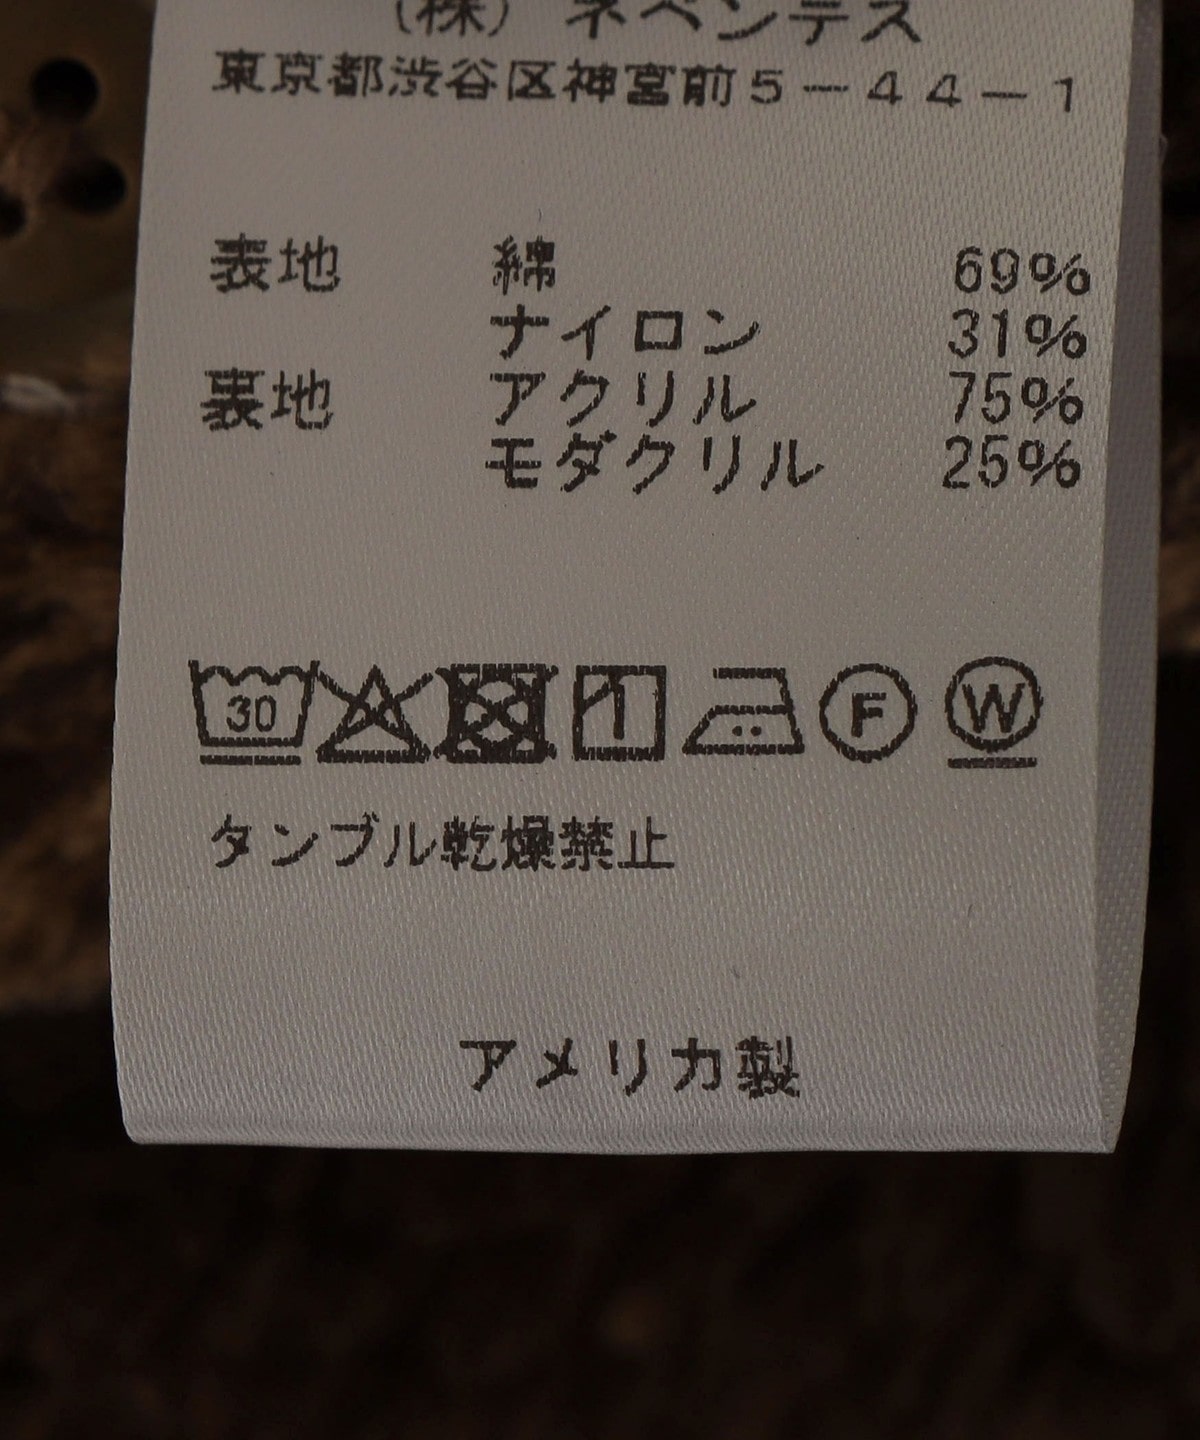 (株) ネペンテス
東京都渋谷区神宮前5-44-1
表地 綿 69%
ナイロン 31%
裏地 アクリル 75%
モダクリル 25%
30 F W
タンブル乾燥禁止
アメリカ製